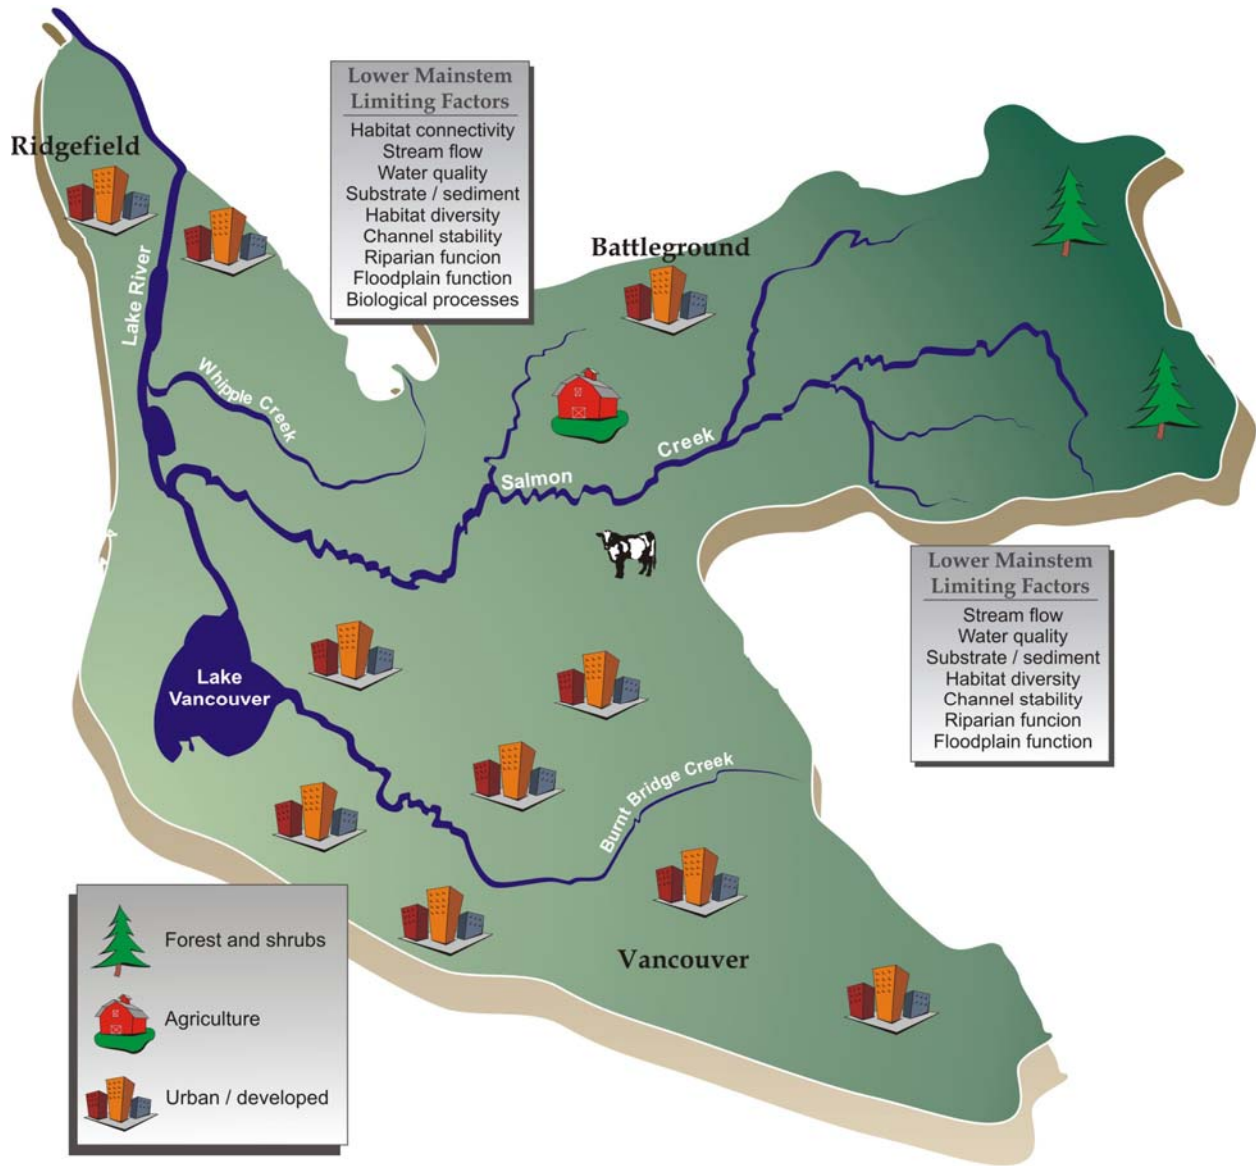 Lower Mainstem
Limiting Factors
Habitat connectivity
Stream flow
Water quality
Substrate / sediment
Habitat diversity
Channel stability
Riparian funcion
Floodplain function
Biological processes
Ridgefield
Battleground
Lake River
Whipple Creek
Salmon Creek
Lower Mainstem
Limiting Factors
Stream flow
Water quality
Substrate / sediment
Habitat diversity
Channel stability
Riparian funcion
Floodplain function
Lake
Vancouver
Burnt Bridge Creek
Vancouver
Forest and shrubs
Agriculture
Urban / developed